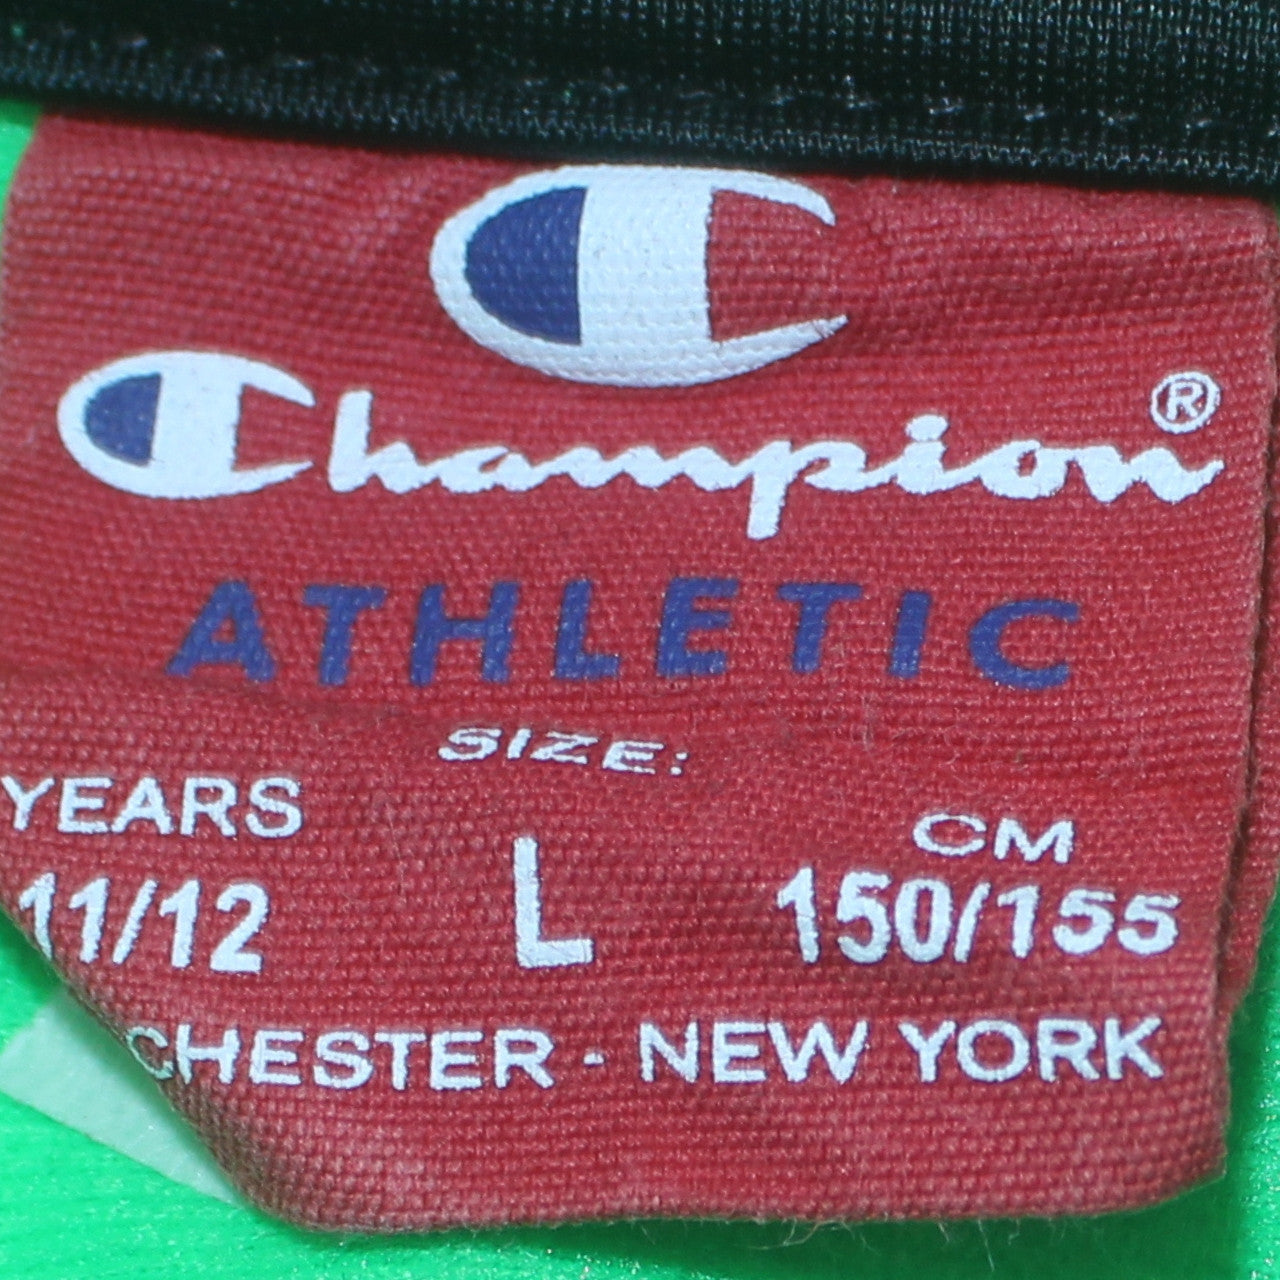 Champion®
ATHLETIC
SIZE:
YEARS
CM
11/12
L
150/155
CHESTER - NEW YORK